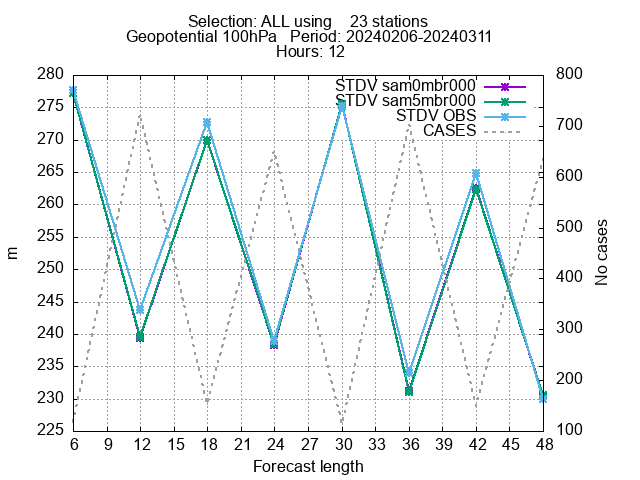 Selection: ALL using 23 stations
Geopotential 100hPa Period: 20240206-20240311
Hours: 12
STDV sam0mbr000
STDV sam5mbr000
STDV OBS
CASES
280
275
270
265
260
255
250
245
240
235
230
225
m
800
700
600
500
400
300
200
100
No cases
6 9 12 15 18 21 24 27 30 33 36 39 42 45 48
Forecast length